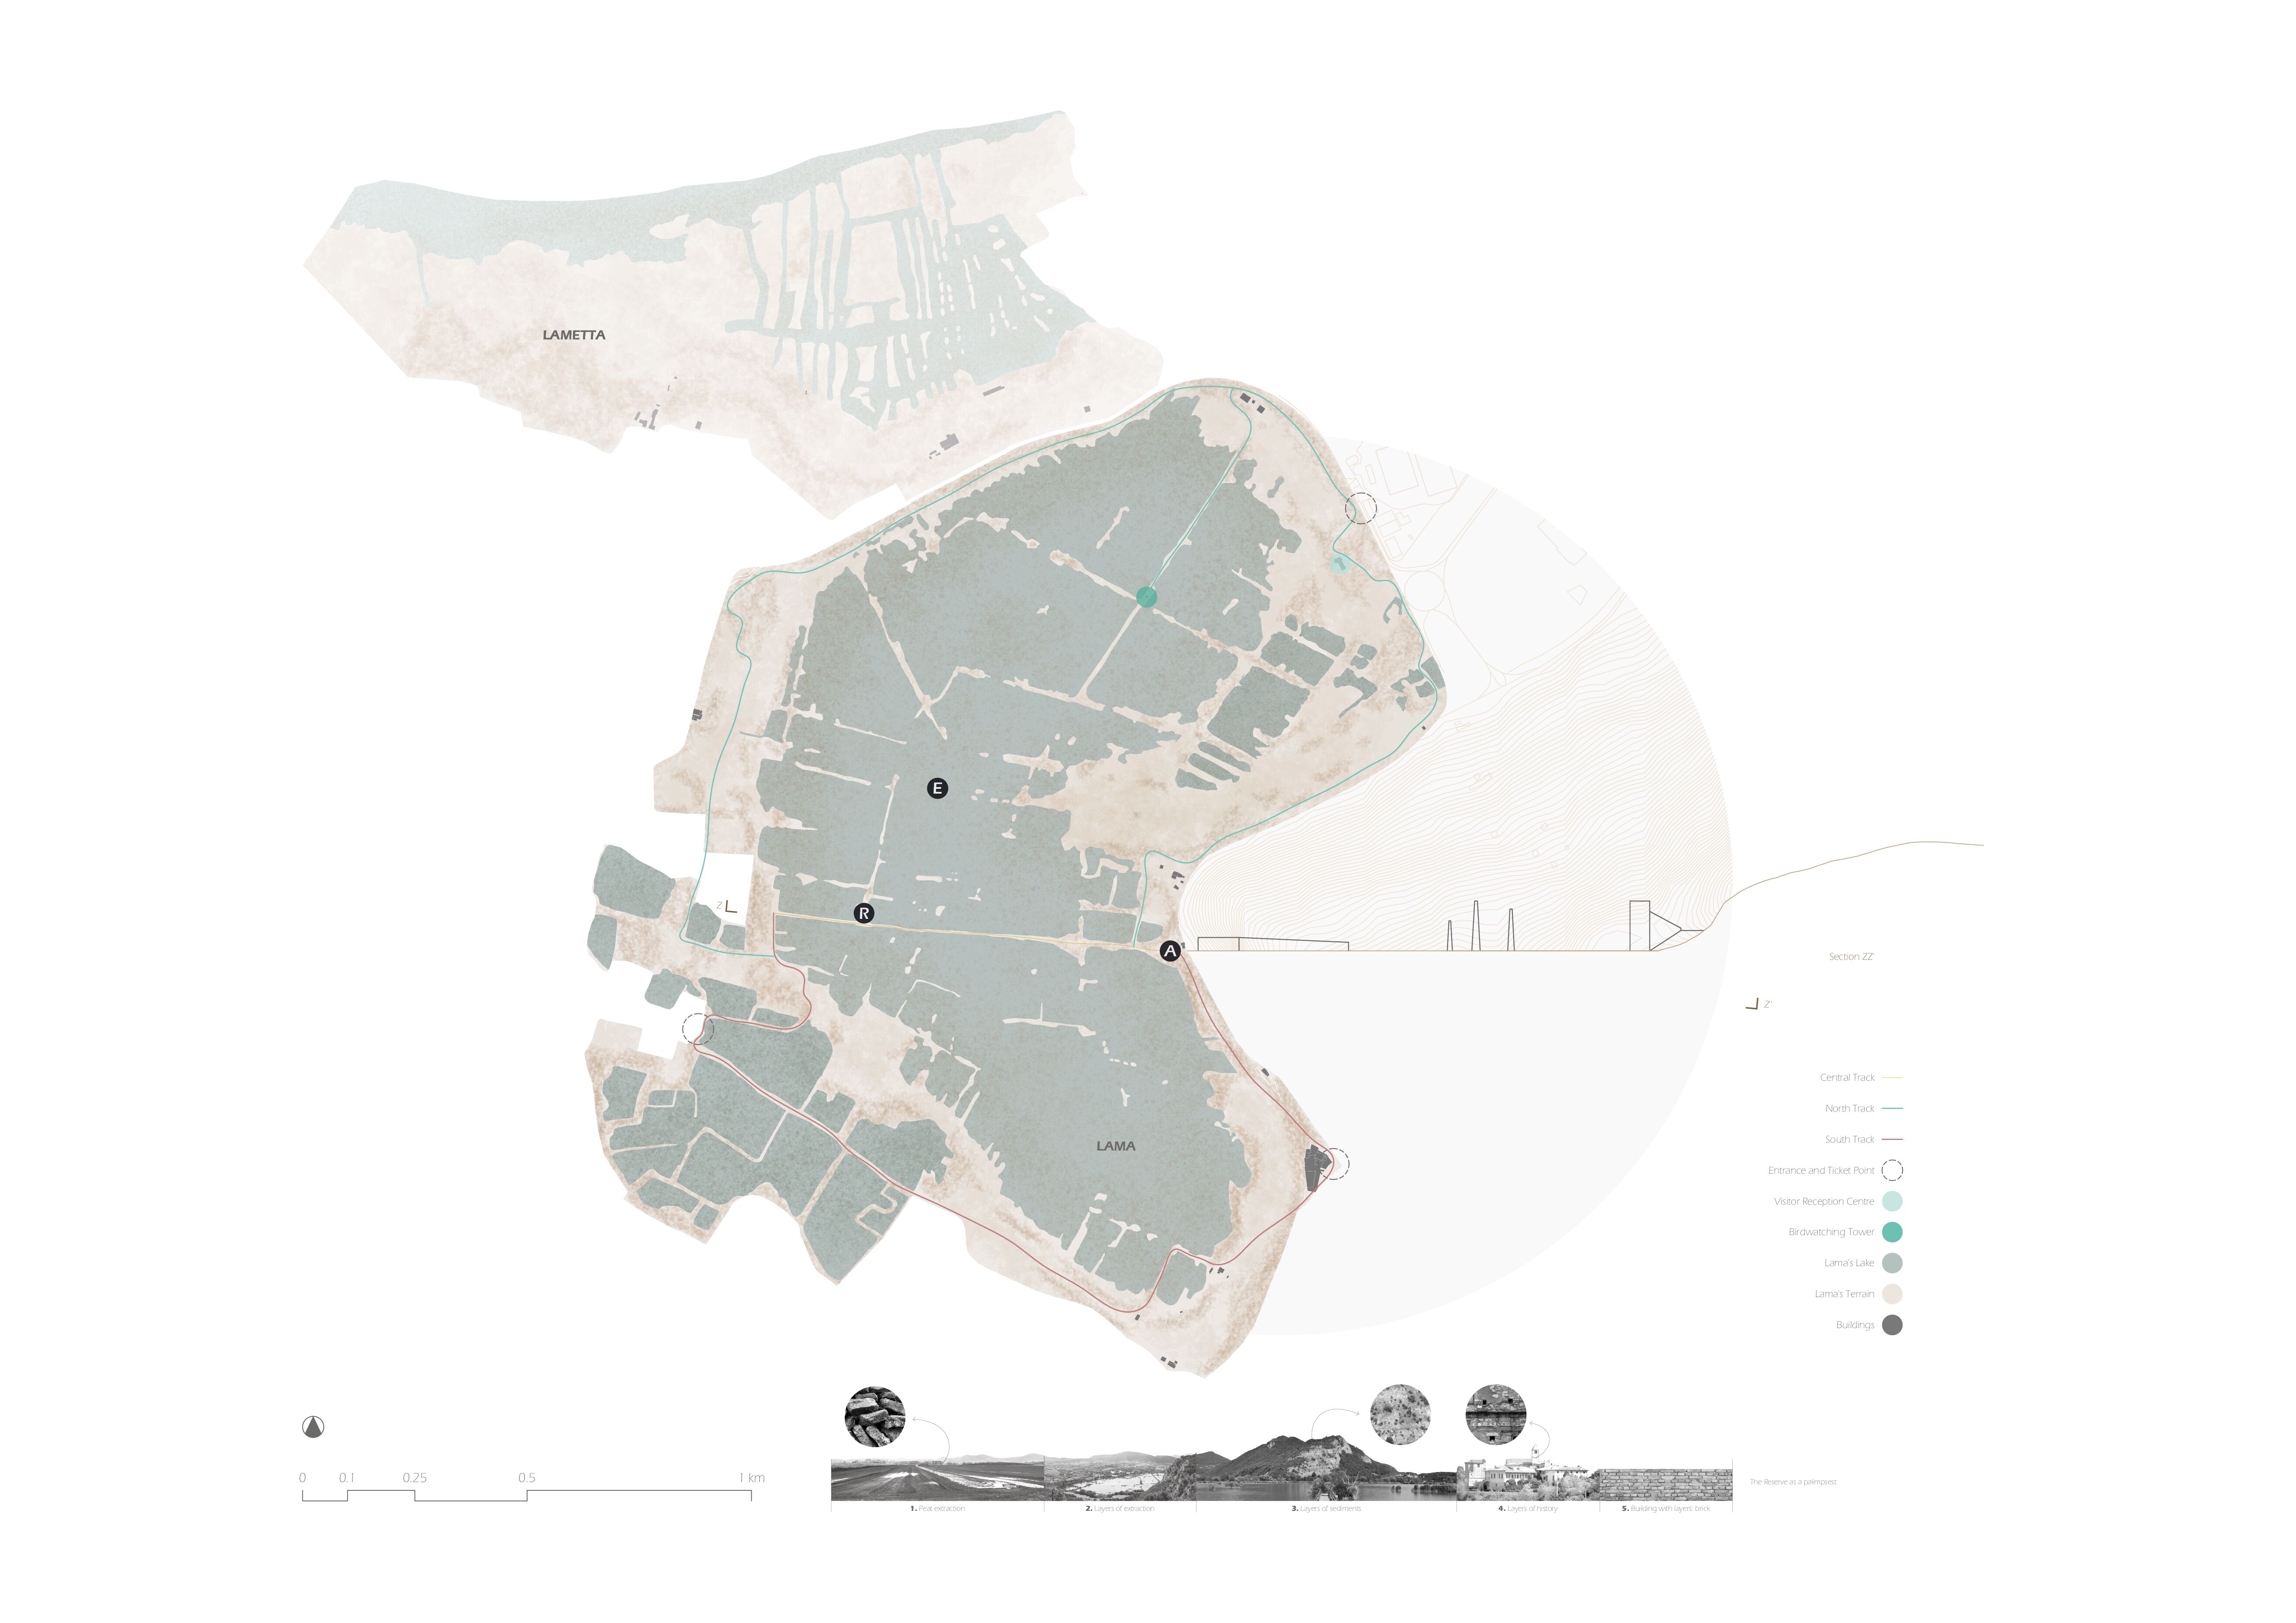 LAMETTA
E
Z
R
A
Section ZZ'
Z'
LAMA
Central Track
North Track
South Track
Entrance and Ticket Point
Visitor Reception Centre
Birdwatching Tower
Lama's Lake
Lama's Terrain
Buildings
0 0.1 0.25 0.5 1 km
The Reserve as a palimpsest
1. Peat extraction
2. Layers of extraction
3. Layers of sediments
4. Layers of history
5. Building with layers: brick